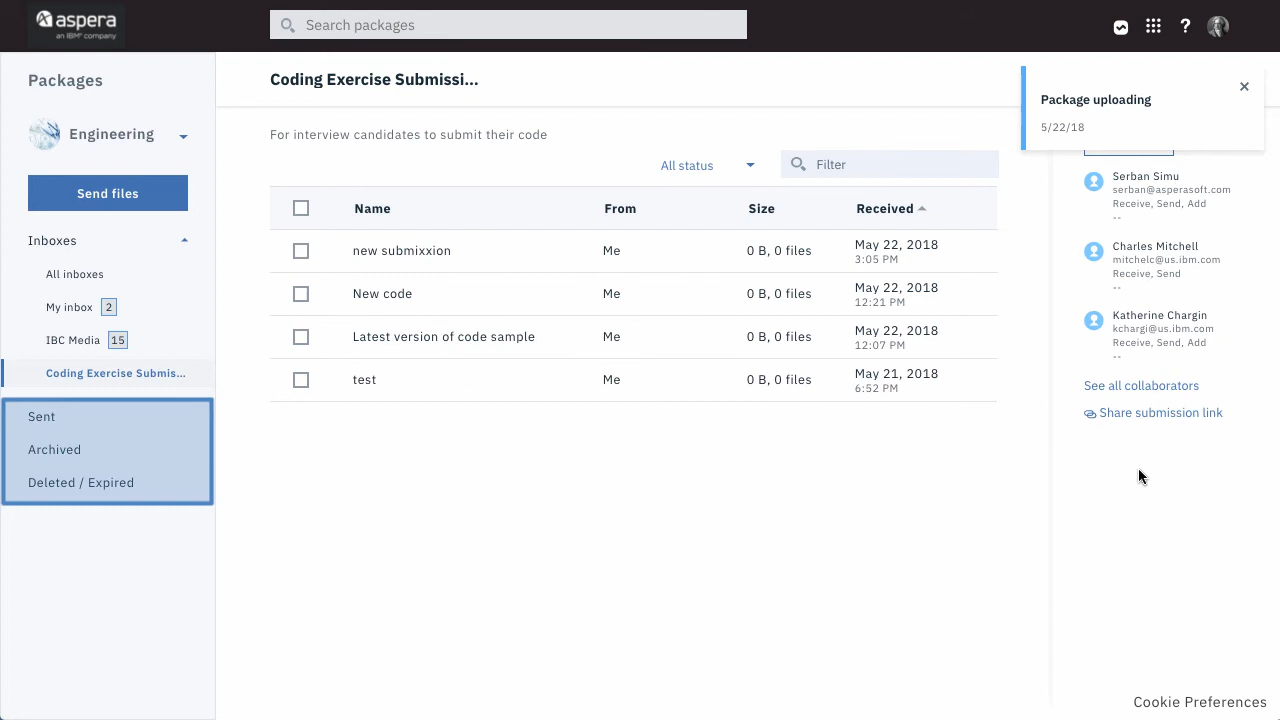 aspera
an IBM® company
Search packages
?
Packages
Engineering
Send files
Inboxes
All inboxes
My inbox 2
IBC Media 15
Coding Exercise Submis...
Sent
Archived
Deleted / Expired
Coding Exercise Submissi...
For interview candidates to submit their code
All status
Filter
Name From Size Received
new submixxion Me 0 B, 0 files May 22, 2018
3:05 PM
New code Me 0 B, 0 files May 22, 2018
12:21 PM
Latest version of code sample Me 0 B, 0 files May 22, 2018
12:07 PM
test Me 0 B, 0 files May 21, 2018
6:52 PM
Package uploading
5/22/18
Serban Simu
serban@asperasoft.com
Receive, Send, Add
--
Charles Mitchell
mitchelc@us.ibm.com
Receive, Send
--
Katherine Chargin
kchargi@us.ibm.com
Receive, Send, Add
--
See all collaborators
Share submission link
Cookie Preferences